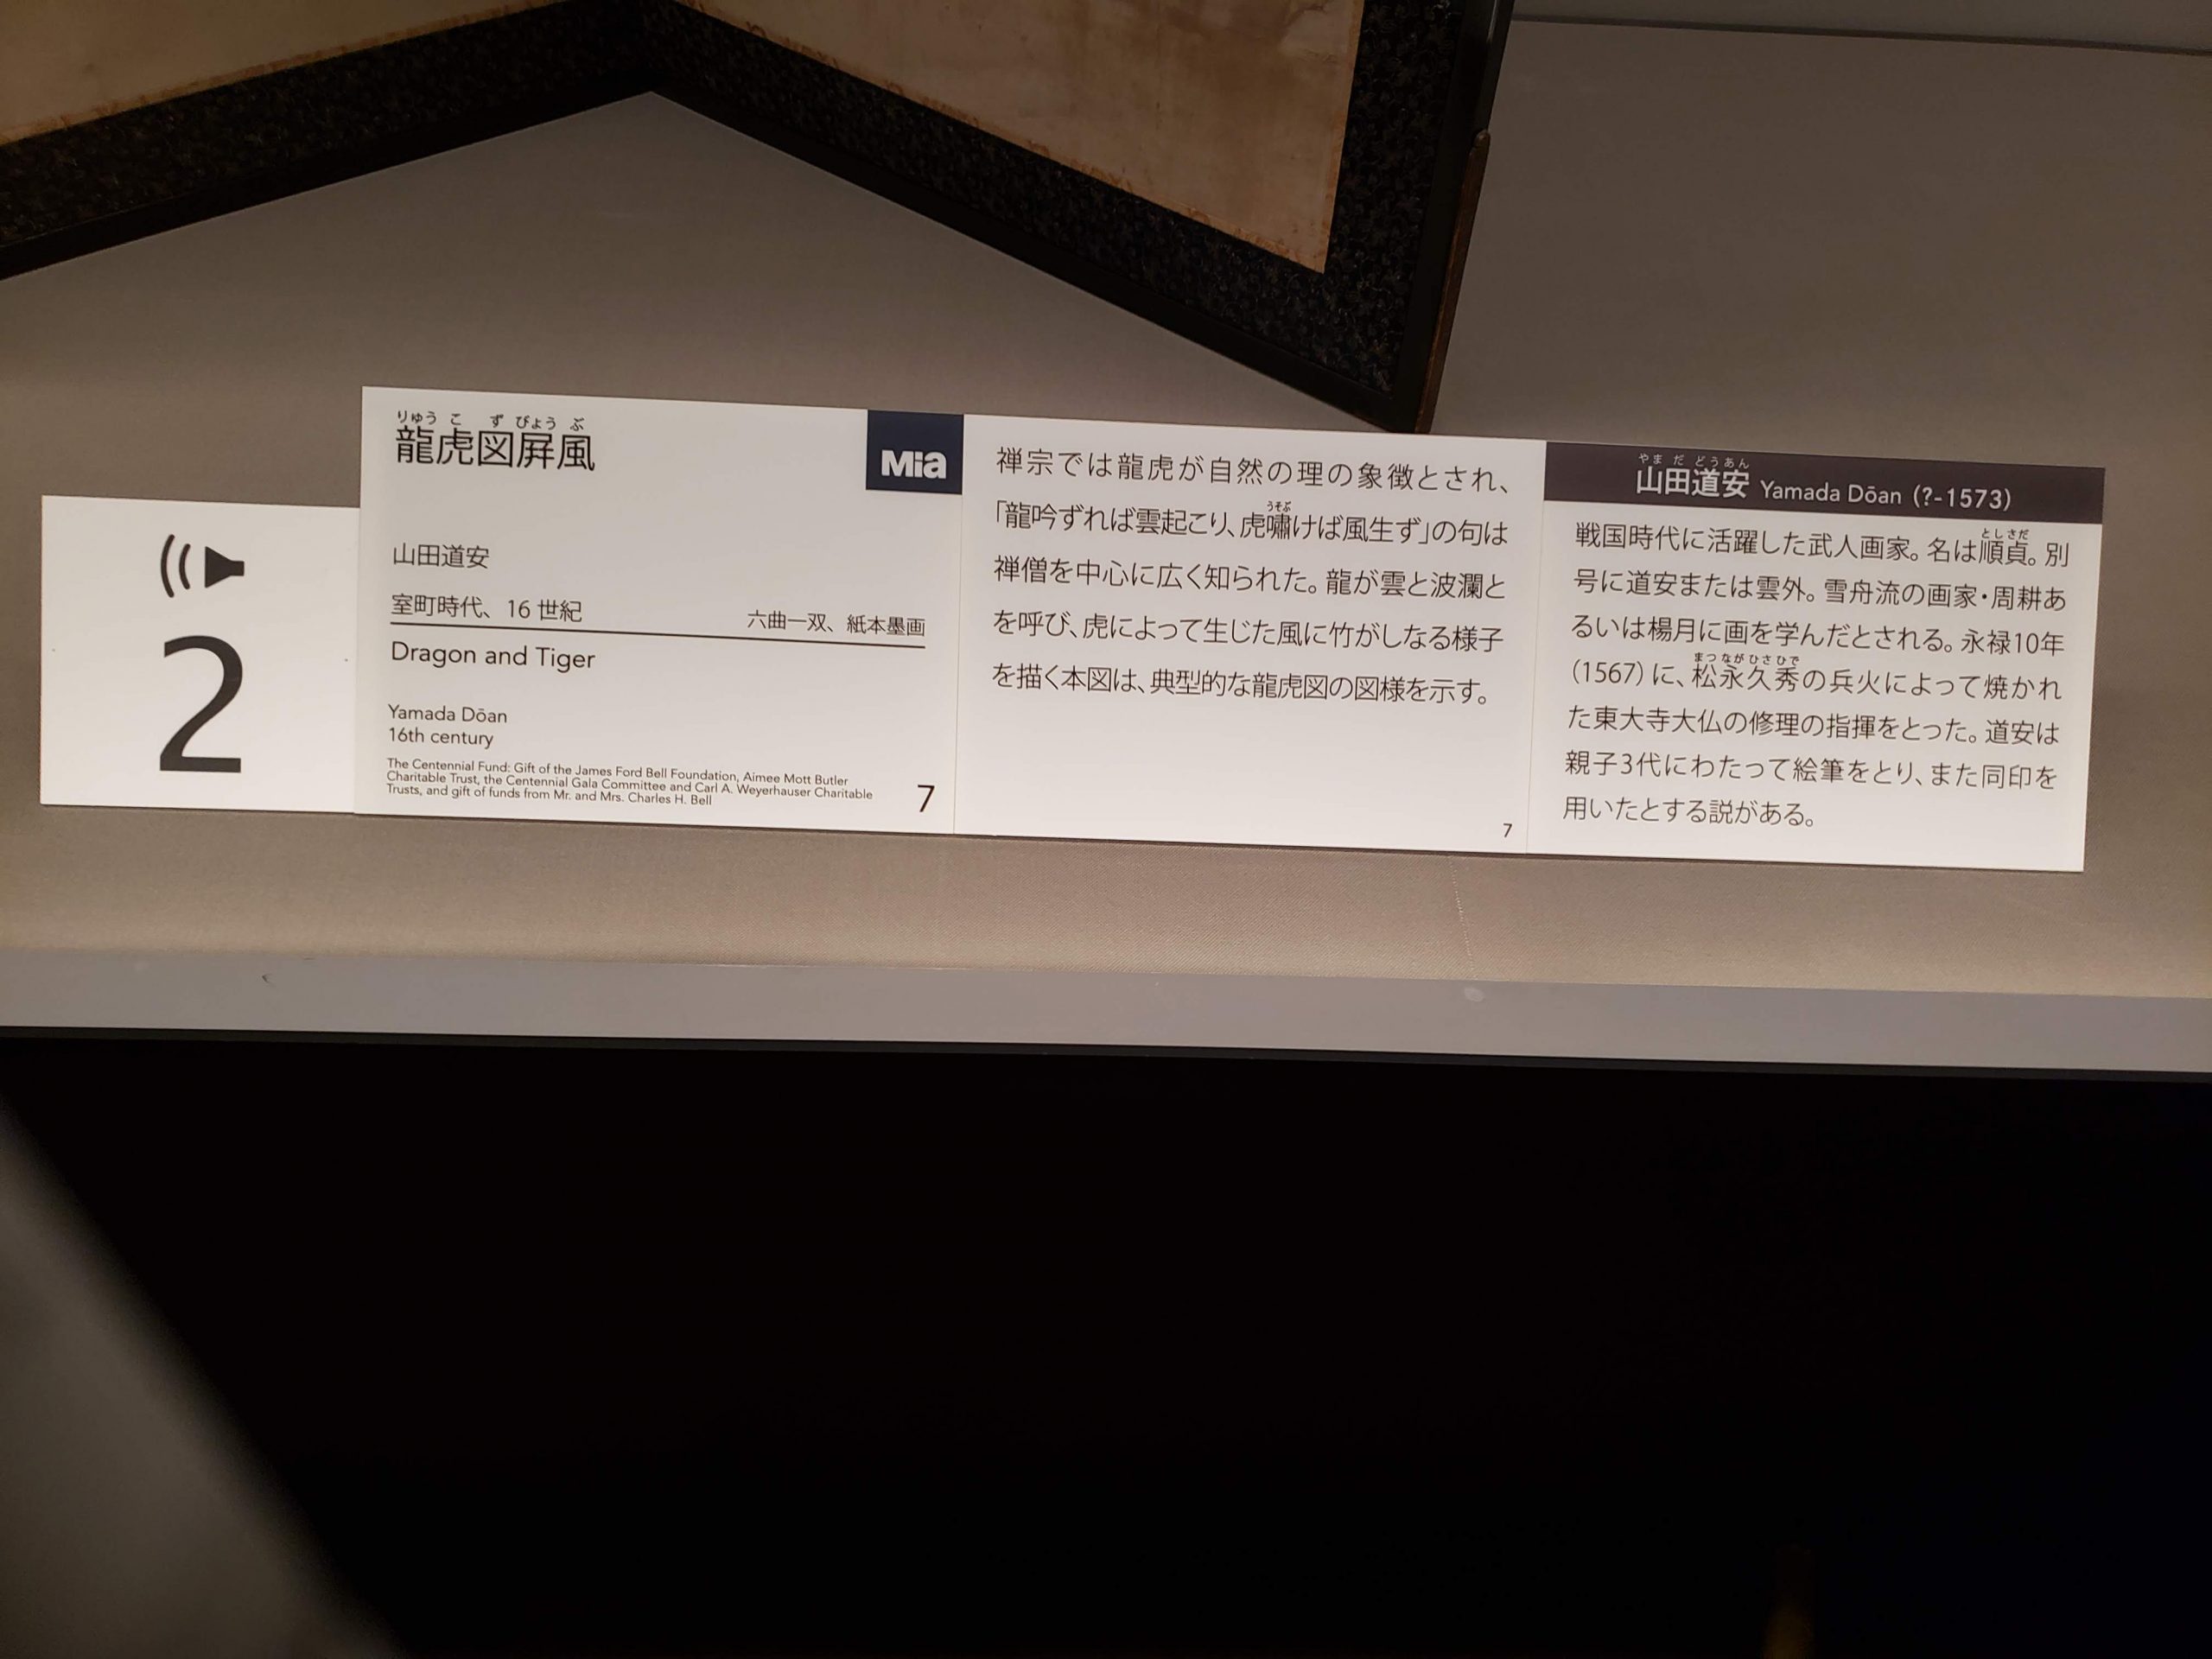 2
りゅう こ ず びょう ぶ
龍虎図屛風
Mia
山田道安
室町時代、16 世紀
六曲一双、紙本墨画
Dragon and Tiger
Yamada Dōan
16th century
The Centennial Fund: Gift of the James Ford Bell Foundation, Aimee Mott Butler
Charitable Trust, the Centennial Gala Committee and Carl A. Weyerhauser Charitable
Trusts, and gift of funds from Mr. and Mrs. Charles H. Bell
7
禅宗では龍虎が自然の理の象徴とされ、
うそぶ
「龍吟ずれば雲起こり、虎嘯けば風生ず」の句は
禅僧を中心に広く知られた。龍が雲と波瀾と
を呼び、虎によって生じた風に竹がしなる様子
を描く本図は、典型的な龍虎図の図様を示す。
7
やま だ どうあん
山田道安 Yamada Dōan (?-1573)
としさだ
戦国時代に活躍した武人画家。名は順貞。別
号に道安または雲外。雪舟流の画家・周耕あ
るいは楊月に画を学んだとされる。永禄10年
まつ なが ひさ ひで
(1567) に、松永久秀の兵火によって焼かれ
た東大寺大仏の修理の指揮をとった。道安は
親子3代にわたって絵筆をとり、また同印を
用いたとする説がある。